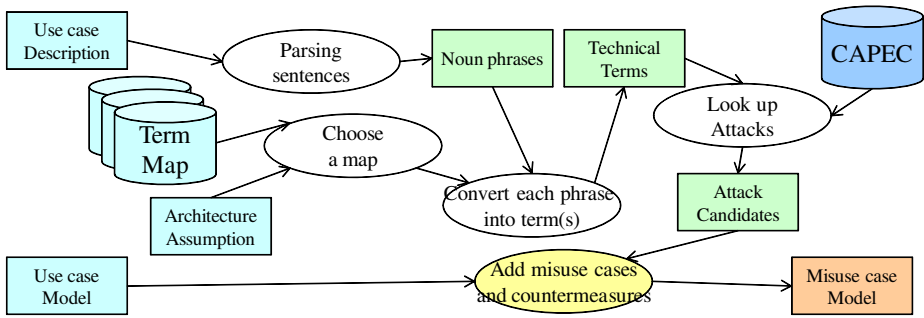 Use case
Description
Parsing
sentences
Noun phrases
Technical
Terms
CAPEC
Term
Map
Choose
a map
Look up
Attacks
Convert each phrase
into term(s)
Architecture
Assumption
Attack
Candidates
Use case
Model
Add misuse cases
and countermeasures
Misuse case
Model